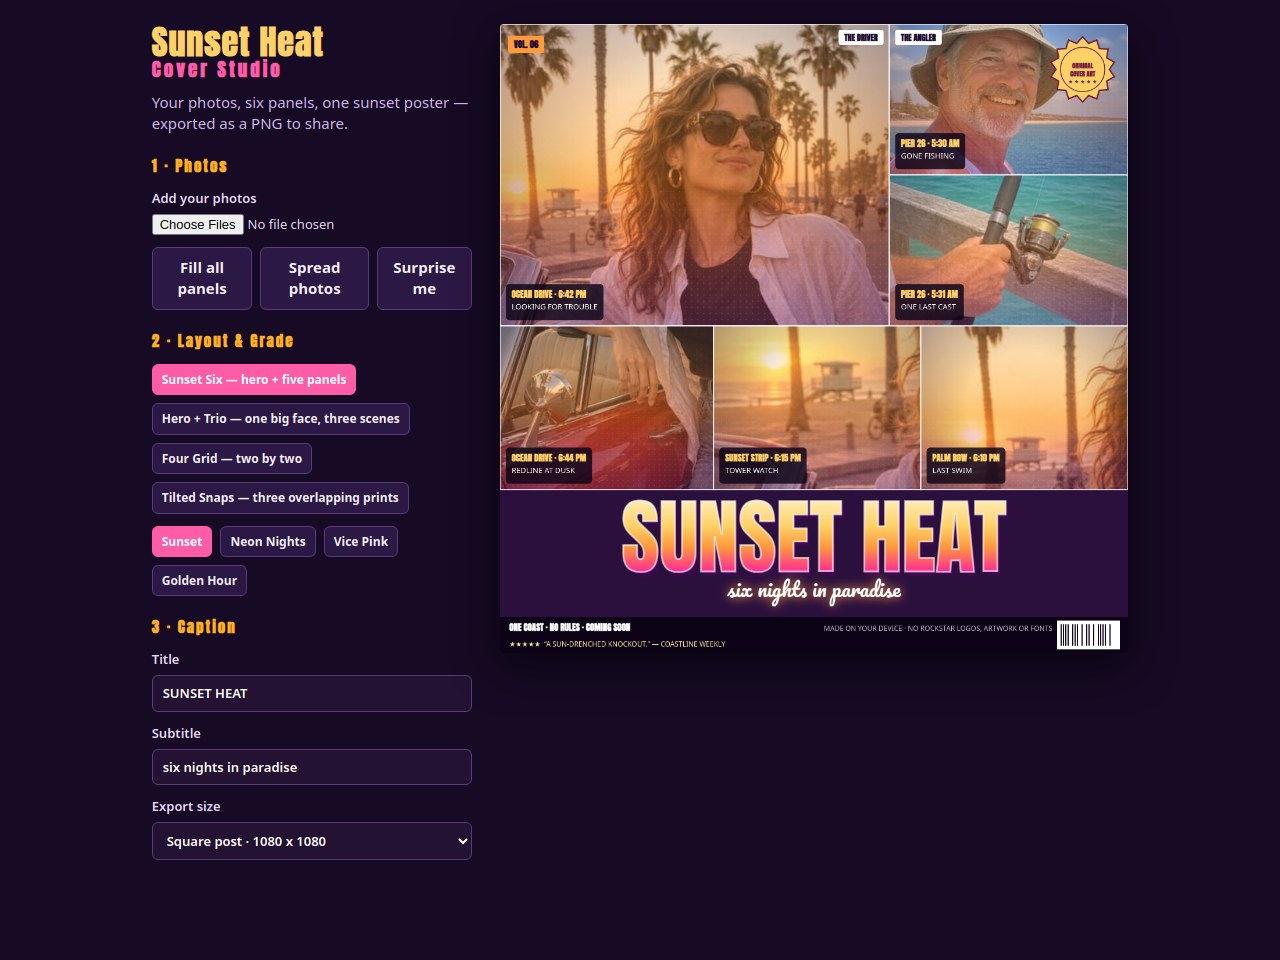 Sunset Heat
Cover Studio
Your photos, six panels, one sunset poster —
exported as a PNG to share.
1 · Photos
Add your photos
Choose Files No file chosen
Fill all
panels
Spread
photos
Surprise
me
2 · Layout & Grade
Sunset Six — hero + five panels
Hero + Trio — one big face, three scenes
Four Grid — two by two
Tilted Snaps — three overlapping prints
Sunset
Neon Nights
Vice Pink
Golden Hour
3 · Caption
Title
SUNSET HEAT
Subtitle
six nights in paradise
Export size
Square post · 1080 x 1080
VOL. 06
THE DRIVER
THE ANGLER
ORIGINAL
COVER ART
★★★★★
PIER 26 · 5:30 AM
GONE FISHING
OCEAN DRIVE · 6:42 PM
LOOKING FOR TROUBLE
PIER 26 · 5:31 AM
ONE LAST CAST
OCEAN DRIVE · 6:44 PM
REDLINE AT DUSK
SUNSET STRIP · 6:15 PM
TOWER WATCH
PALM ROW · 6:10 PM
LAST SWIM
SUNSET HEAT
six nights in paradise
ONE COAST · NO RULES · COMING SOON
MADE ON YOUR DEVICE · NO ROCKSTAR LOGOS, ARTWORK OR FONTS
★★★★★ “A SUN-DRENCHED KNOCKOUT.” — COASTLINE WEEKLY